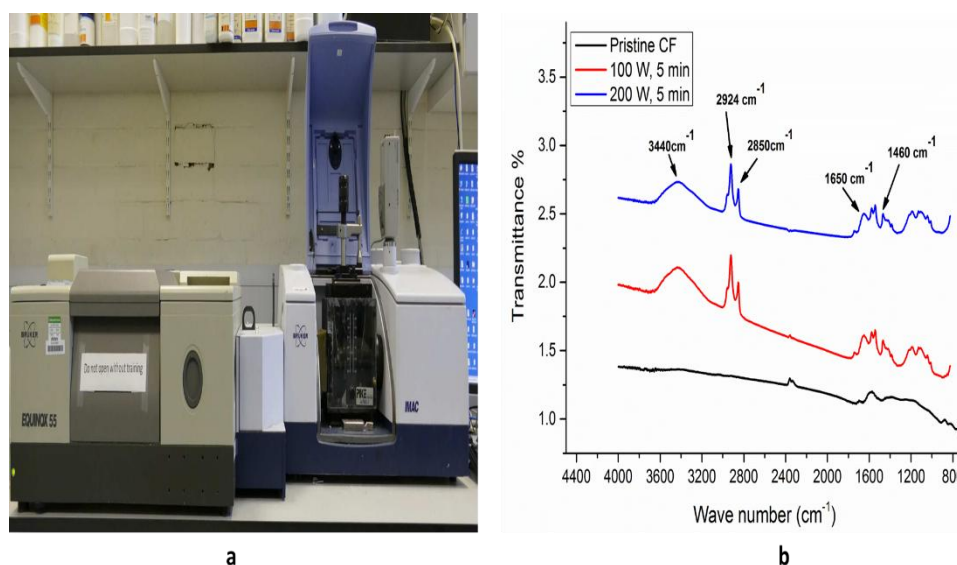 BRUKER
EQUINOX 55
Do not open without training
BRUKER
PIKE
IMAC
a
Pristine CF
100 W, 5 min
200 W, 5 min
3440cm-1
2924 cm-1
2850cm-1
1650 cm-1
1460 cm-1
Transmittance %
3.5
3.0
2.5
2.0
1.5
1.0
4400 4000 3600 3200 2800 2400 2000 1600 1200 800
Wave number (cm-1)
b